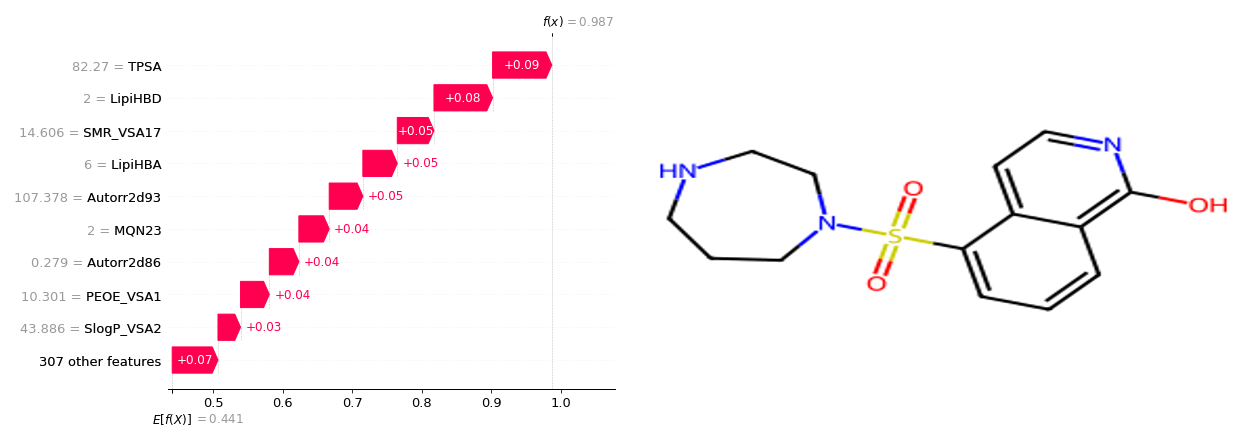 f(x) = 0.987
82.27 = TPSA +0.09
2 = LipiHBD +0.08
14.606 = SMR_VSA17 +0.05
6 = LipiHBA +0.05
107.378 = Autorr2d93 +0.05
2 = MQN23 +0.04
0.279 = Autorr2d86 +0.04
10.301 = PEOE_VSA1 +0.04
43.886 = SlogP_VSA2 +0.03
307 other features +0.07
0.5 0.6 0.7 0.8 0.9 1.0
E[f(X)] = 0.441
N
HN
O
OH
N
S
O